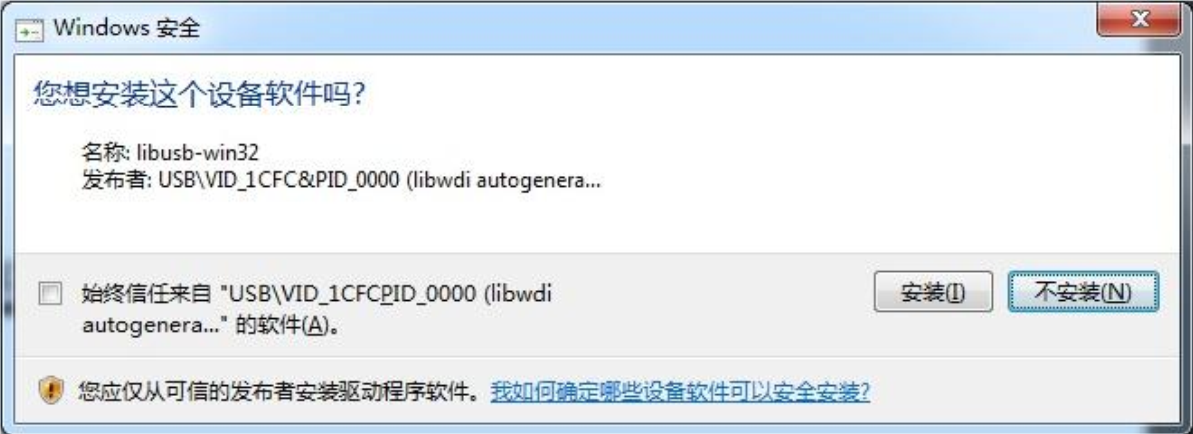 Windows 安全
您想安装这个设备软件吗?
名称: libusb-win32
发布者: USB\VID_1CFC&PID_0000 (libwdi autogenera...
始终信任来自 "USB\VID_1CFCPID_0000 (libwdi
autogenera..." 的软件(A)。
安装(I)
不安装(N)
您应仅从可信的发布者安装驱动程序软件。我如何确定哪些设备软件可以安全安装?